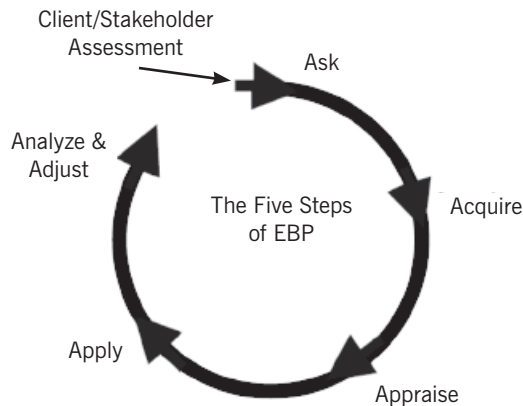 Client/Stakeholder
Assessment
Ask
Analyze &
Adjust
The Five Steps
of EBP
Acquire
Apply
Appraise